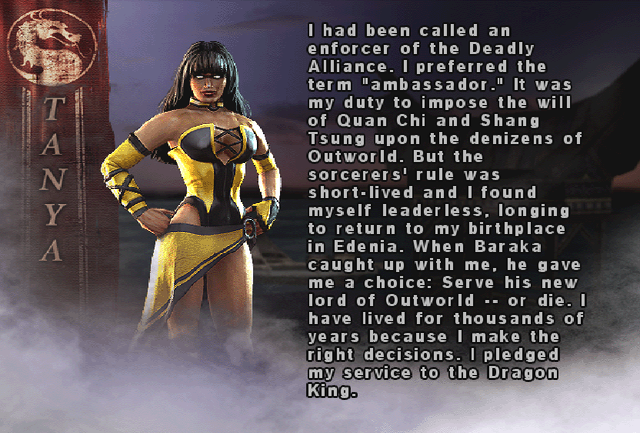 TANYA
I had been called an
enforcer of the Deadly
Alliance. I preferred the
term "ambassador." It was
my duty to impose the will
of Quan Chi and Shang
Tsung upon the denizens of
Outworld. But the
sorcerers' rule was
short-lived and I found
myself leaderless, longing
to return to my birthplace
in Edenia. When Baraka
caught up with me, he gave
me a choice: Serve his new
lord of Outworld -- or die. I
have lived for thousands of
years because I make the
right decisions. I pledged
my service to the Dragon
King.